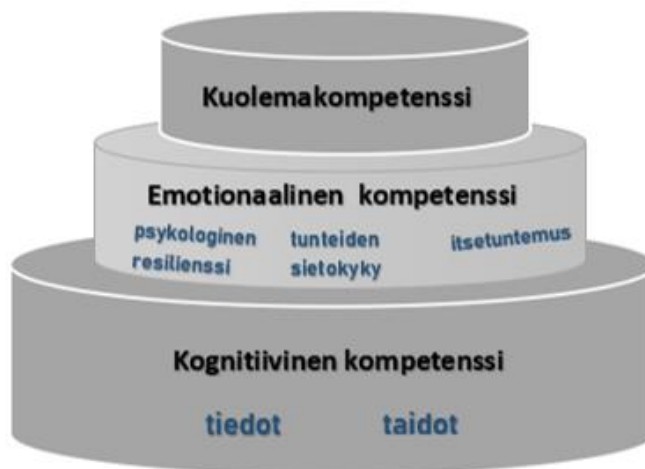 Kuolemakompetenssi
Emotionaalinen kompetenssi
psykologinen resilienssi
tunteiden sietokyky
itsetuntemus
Kognitiivinen kompetenssi
tiedot
taidot